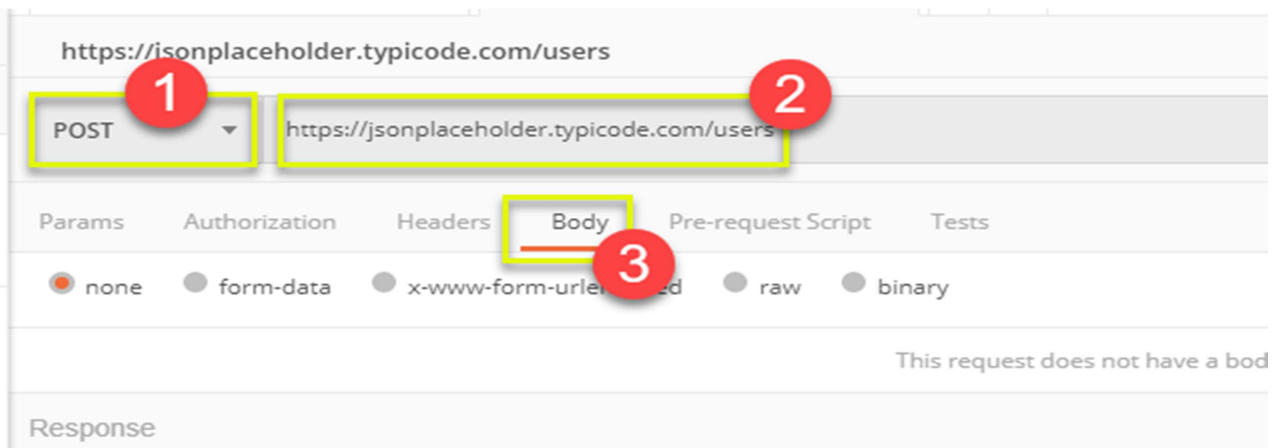 https://jsonplaceholder.typicode.com/users
1
2
POST https://jsonplaceholder.typicode.com/users
Params Authorization Headers Body Pre-request Script Tests
3
none form-data raw binary
This request does not have a bod
Response